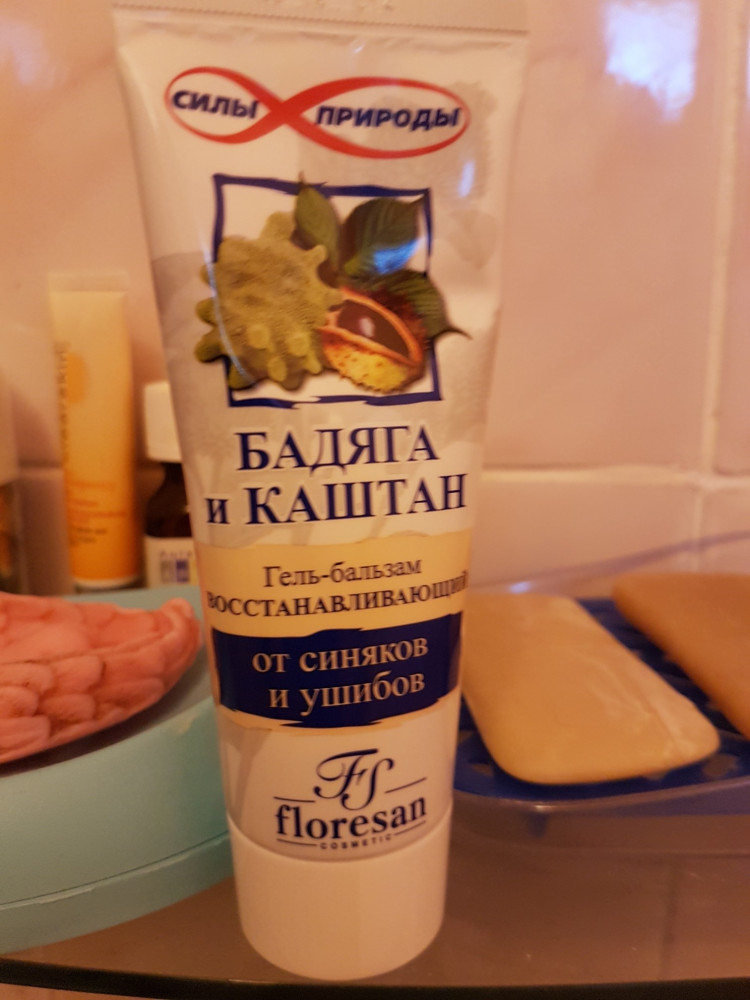 СИЛЫ ПРИРОДЫ
БАДЯГА
и КАШТАН
Гель-бальзам
ВОССТАНАВЛИВАЮЩИЙ
от синяков
и ушибов
FS
floresan
COSMETIC